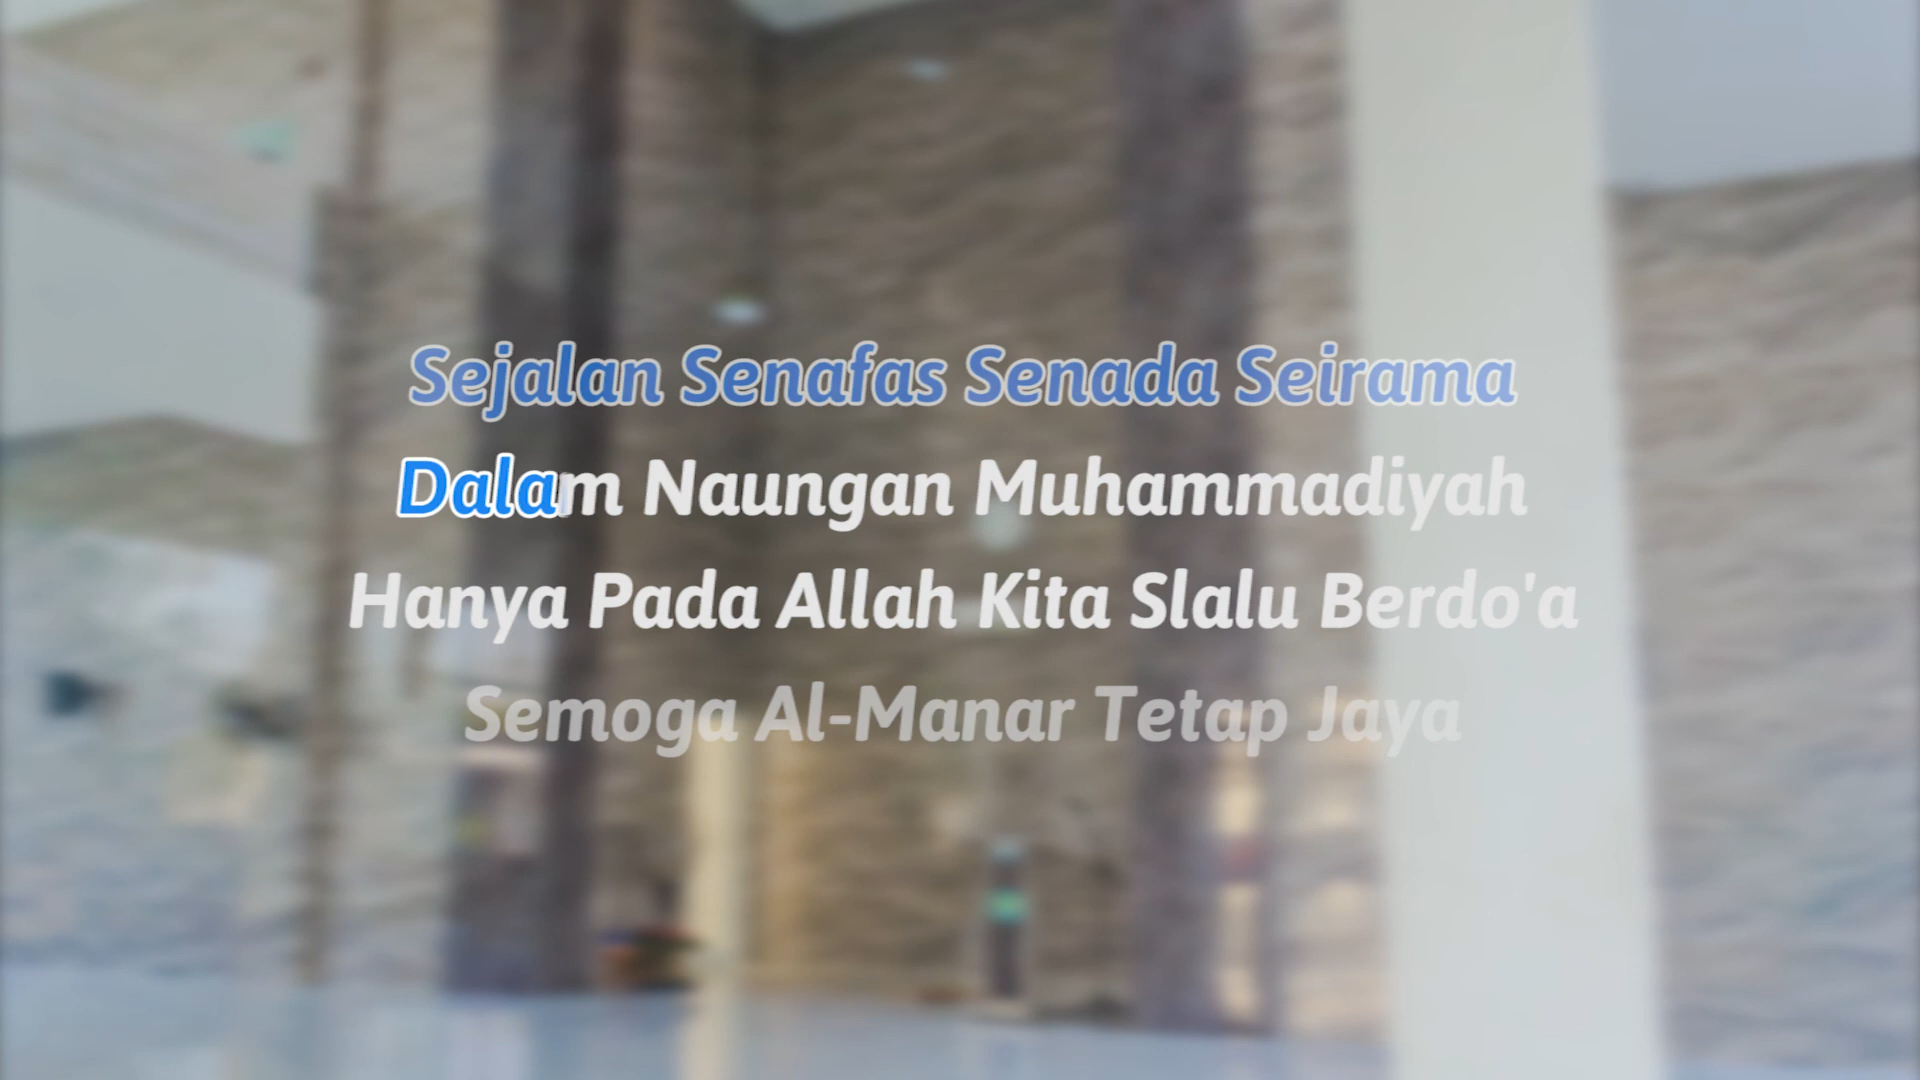 Sejalan Senafas Senada Seirama
Dalam Naungan Muhammadiyah
Hanya Pada Allah Kita Slalu Berdo'a
Semoga Al-Manar Tetap Jaya